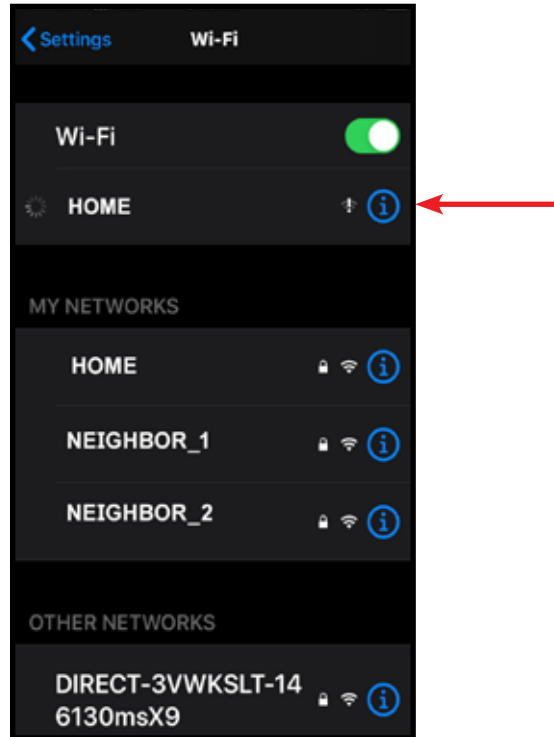 Settings Wi-Fi
Wi-Fi
HOME
MY NETWORKS
HOME
NEIGHBOR_1
NEIGHBOR_2
OTHER NETWORKS
DIRECT-3VWKSLT-14
6130msX9